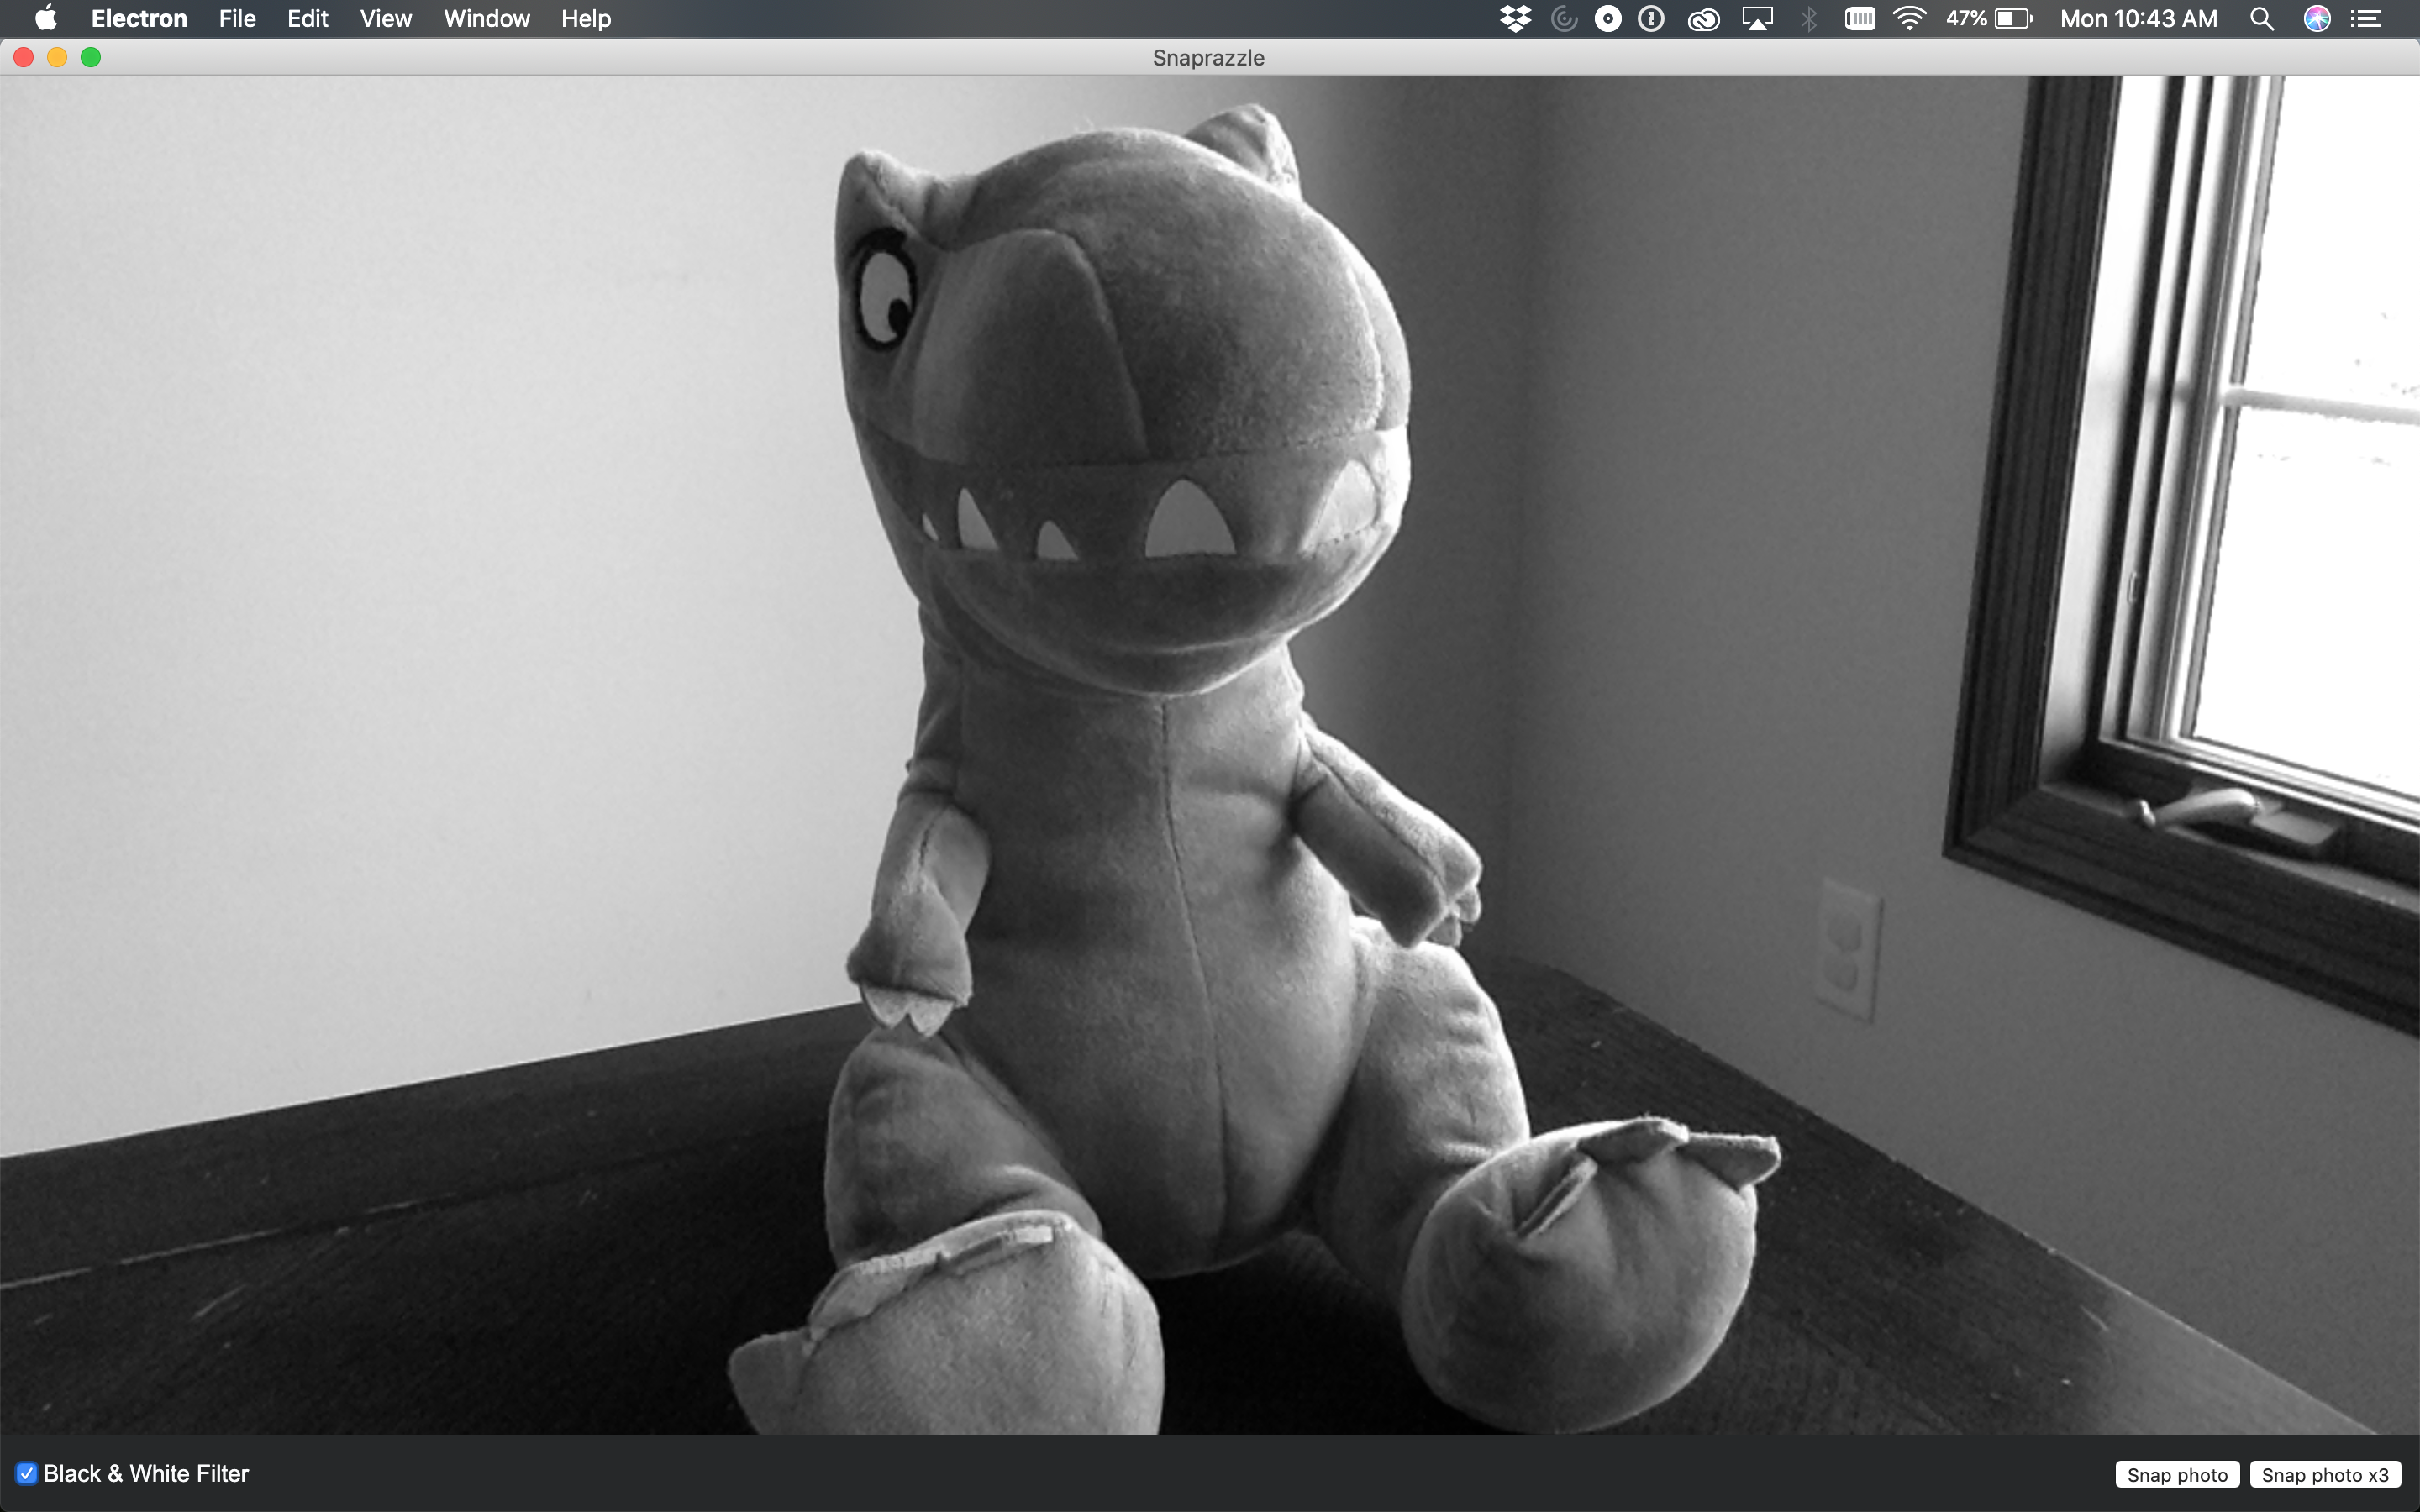 Electron File Edit View Window Help 47% Mon 10:43 AM
Snaprazzle
Black & White Filter Snap photo Snap photo x3